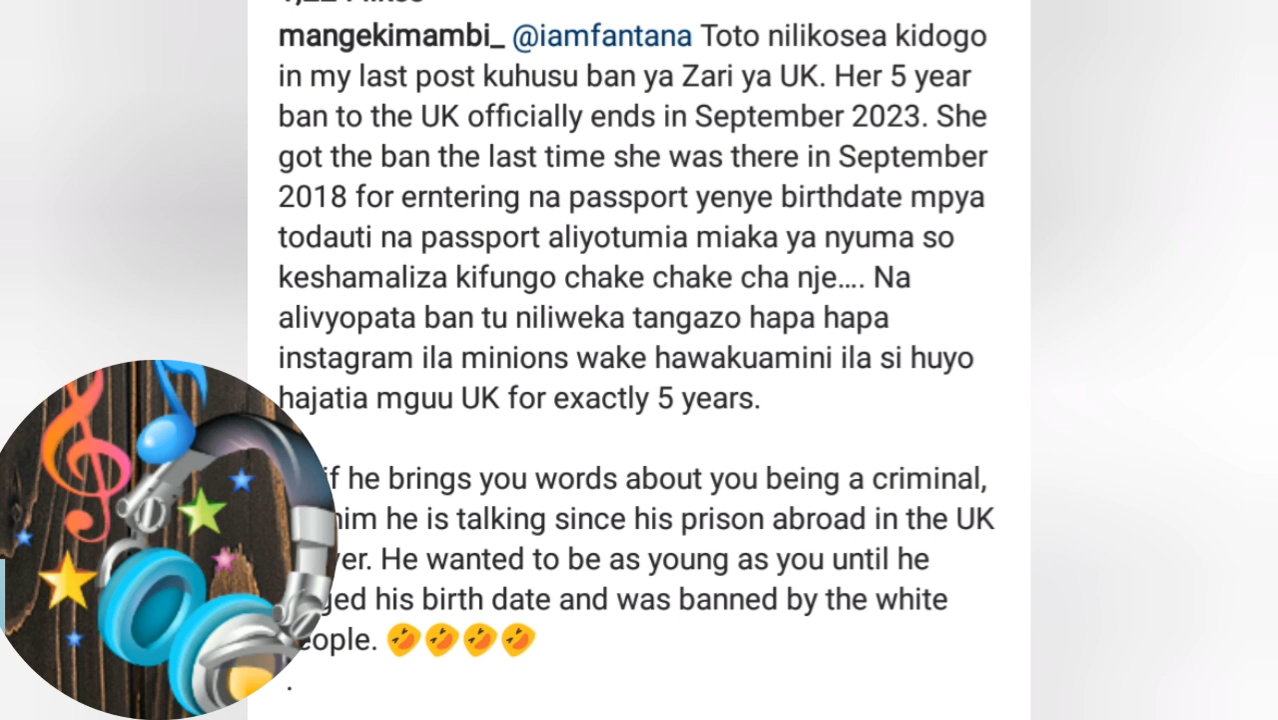 mangekimambi_ @iamfantana Toto nilikosea kidogo
in my last post kuhusu ban ya Zari ya UK. Her 5 year
ban to the UK officially ends in September 2023. She
got the ban the last time she was there in September
2018 for erntering na passport yenye birthdate mpya
todauti na passport aliyotumia miaka ya nyuma so
keshamaliza kifungo chake chake cha nje.... Na
alivyopata ban tu niliweka tangazo hapa hapa
instagram ila minions wake hawakuamini ila si huyo
hajatia mguu UK for exactly 5 years.
if he brings you words about you being a criminal,
him he is talking since his prison abroad in the UK
He wanted to be as young as you until he
his birth date and was banned by the white
people. 🤣🤣🤣🤣
.